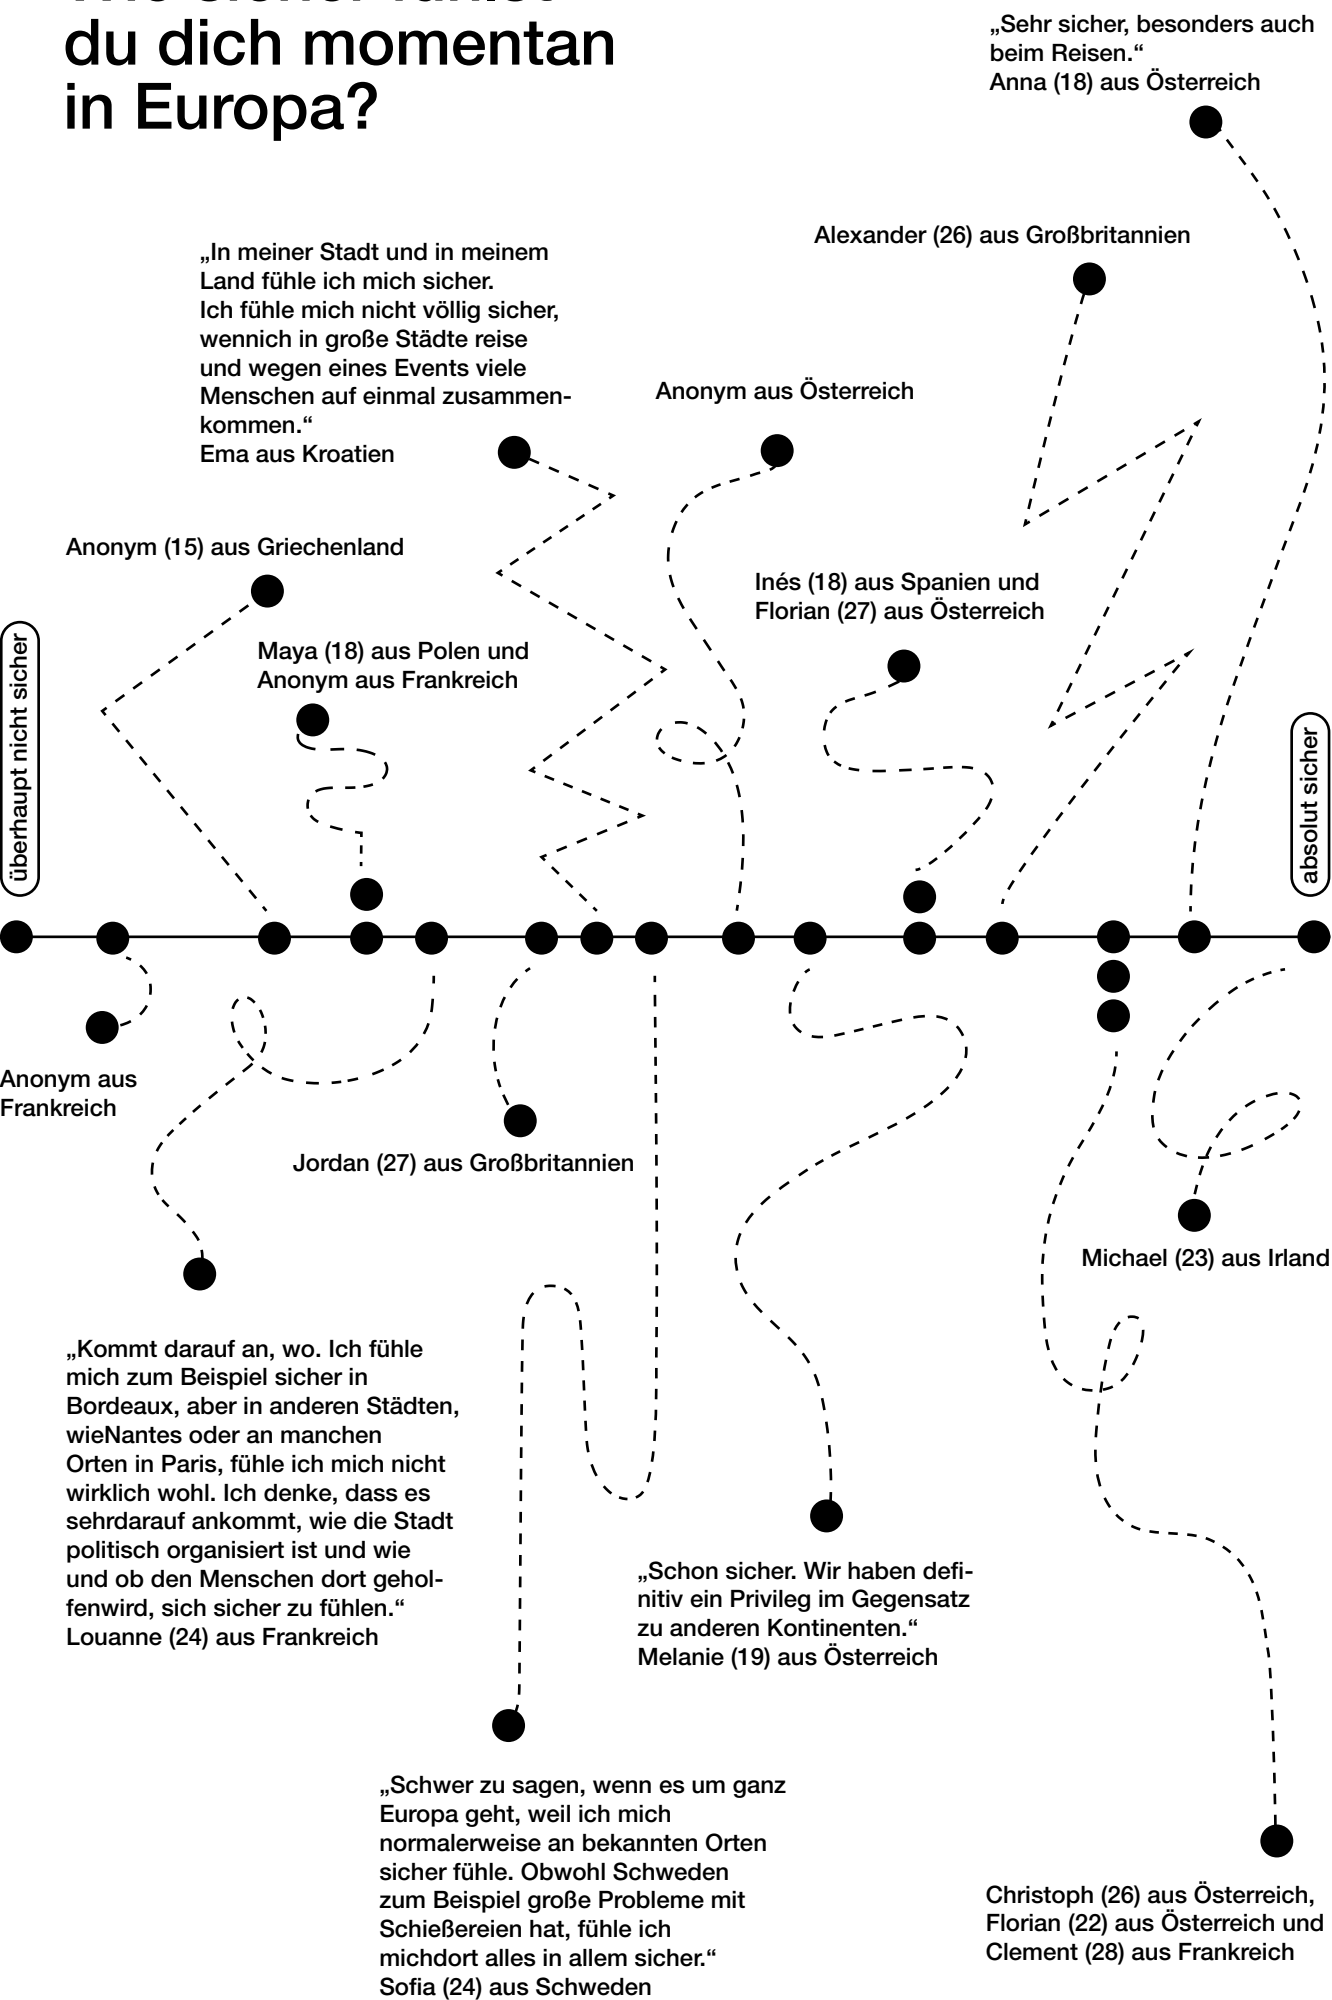 du dich momentan
in Europa?
„Sehr sicher, besonders auch
beim Reisen.“
Anna (18) aus Österreich
Alexander (26) aus Großbritannien
„In meiner Stadt und in meinem
Land fühle ich mich sicher.
Ich fühle mich nicht völlig sicher,
wennich in große Städte reise
und wegen eines Events viele
Menschen auf einmal zusammen-
kommen.“
Ema aus Kroatien
Anonym aus Österreich
Anonym (15) aus Griechenland
Inés (18) aus Spanien und
Florian (27) aus Österreich
Maya (18) aus Polen und
Anonym aus Frankreich
überhaupt nicht sicher
absolut sicher
Anonym aus
Frankreich
Jordan (27) aus Großbritannien
Michael (23) aus Irland
„Kommt darauf an, wo. Ich fühle
mich zum Beispiel sicher in
Bordeaux, aber in anderen Städten,
wieNantes oder an manchen
Orten in Paris, fühle ich mich nicht
wirklich wohl. Ich denke, dass es
sehrdarauf ankommt, wie die Stadt
politisch organisiert ist und wie
und ob den Menschen dort gehol-
fenwird, sich sicher zu fühlen.“
Louanne (24) aus Frankreich
„Schon sicher. Wir haben defi-
nitiv ein Privileg im Gegensatz
zu anderen Kontinenten.“
Melanie (19) aus Österreich
„Schwer zu sagen, wenn es um ganz
Europa geht, weil ich mich
normalerweise an bekannten Orten
sicher fühle. Obwohl Schweden
zum Beispiel große Probleme mit
Schießereien hat, fühle ich
michdort alles in allem sicher.“
Sofia (24) aus Schweden
Christoph (26) aus Österreich,
Florian (22) aus Österreich und
Clement (28) aus Frankreich